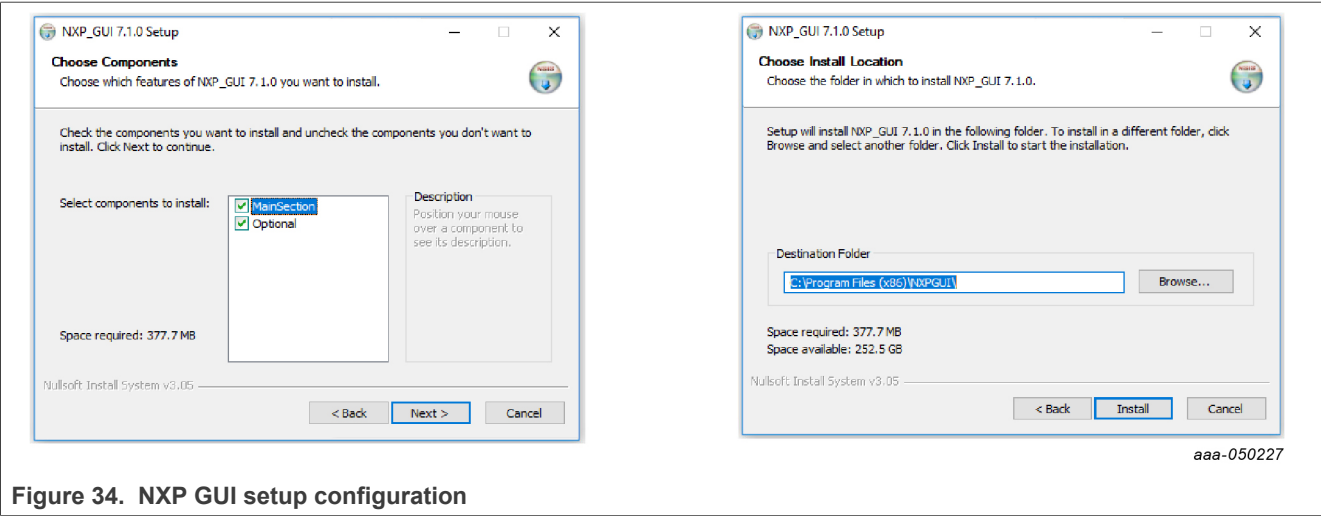 NXP_GUI 7.1.0 Setup
Choose Components
Choose which features of NXP_GUI 7.1.0 you want to install.
Check the components you want to install and uncheck the components you don't want to
install. Click Next to continue.
Select components to install:
MainSection
Optional
Description
Position your mouse
over a component to
see its description.
Space required: 377.7 MB
Nullsoft Install System v3.05
< Back
Next >
Cancel
NXP_GUI 7.1.0 Setup
Choose Install Location
Choose the folder in which to install NXP_GUI 7.1.0.
Setup will install NXP_GUI 7.1.0 in the following folder. To install in a different folder, click
Browse and select another folder. Click Install to start the installation.
Destination Folder
C:\Program Files (x86)\NXPGUI\
Browse...
Space required: 377.7 MB
Space available: 252.5 GB
Nullsoft Install System v3.05
< Back
Install
Cancel
aaa-050227
Figure 34. NXP GUI setup configuration